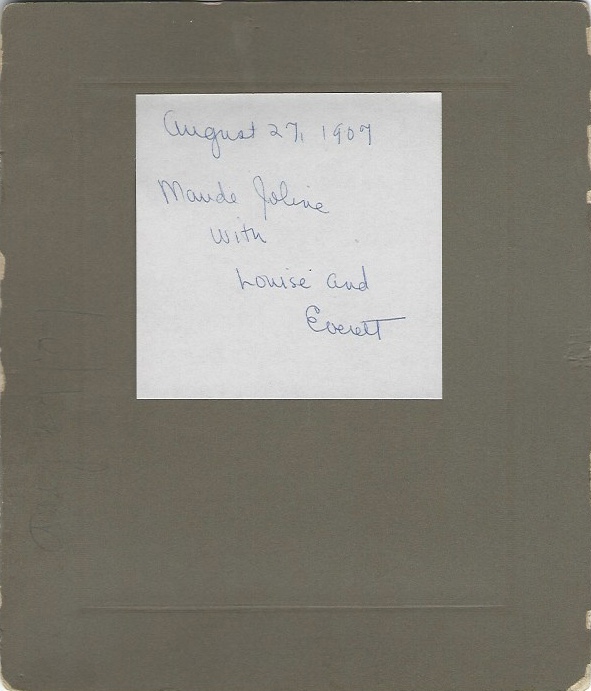 August 27, 1907
Maude Joline
with
Louise and
Everett